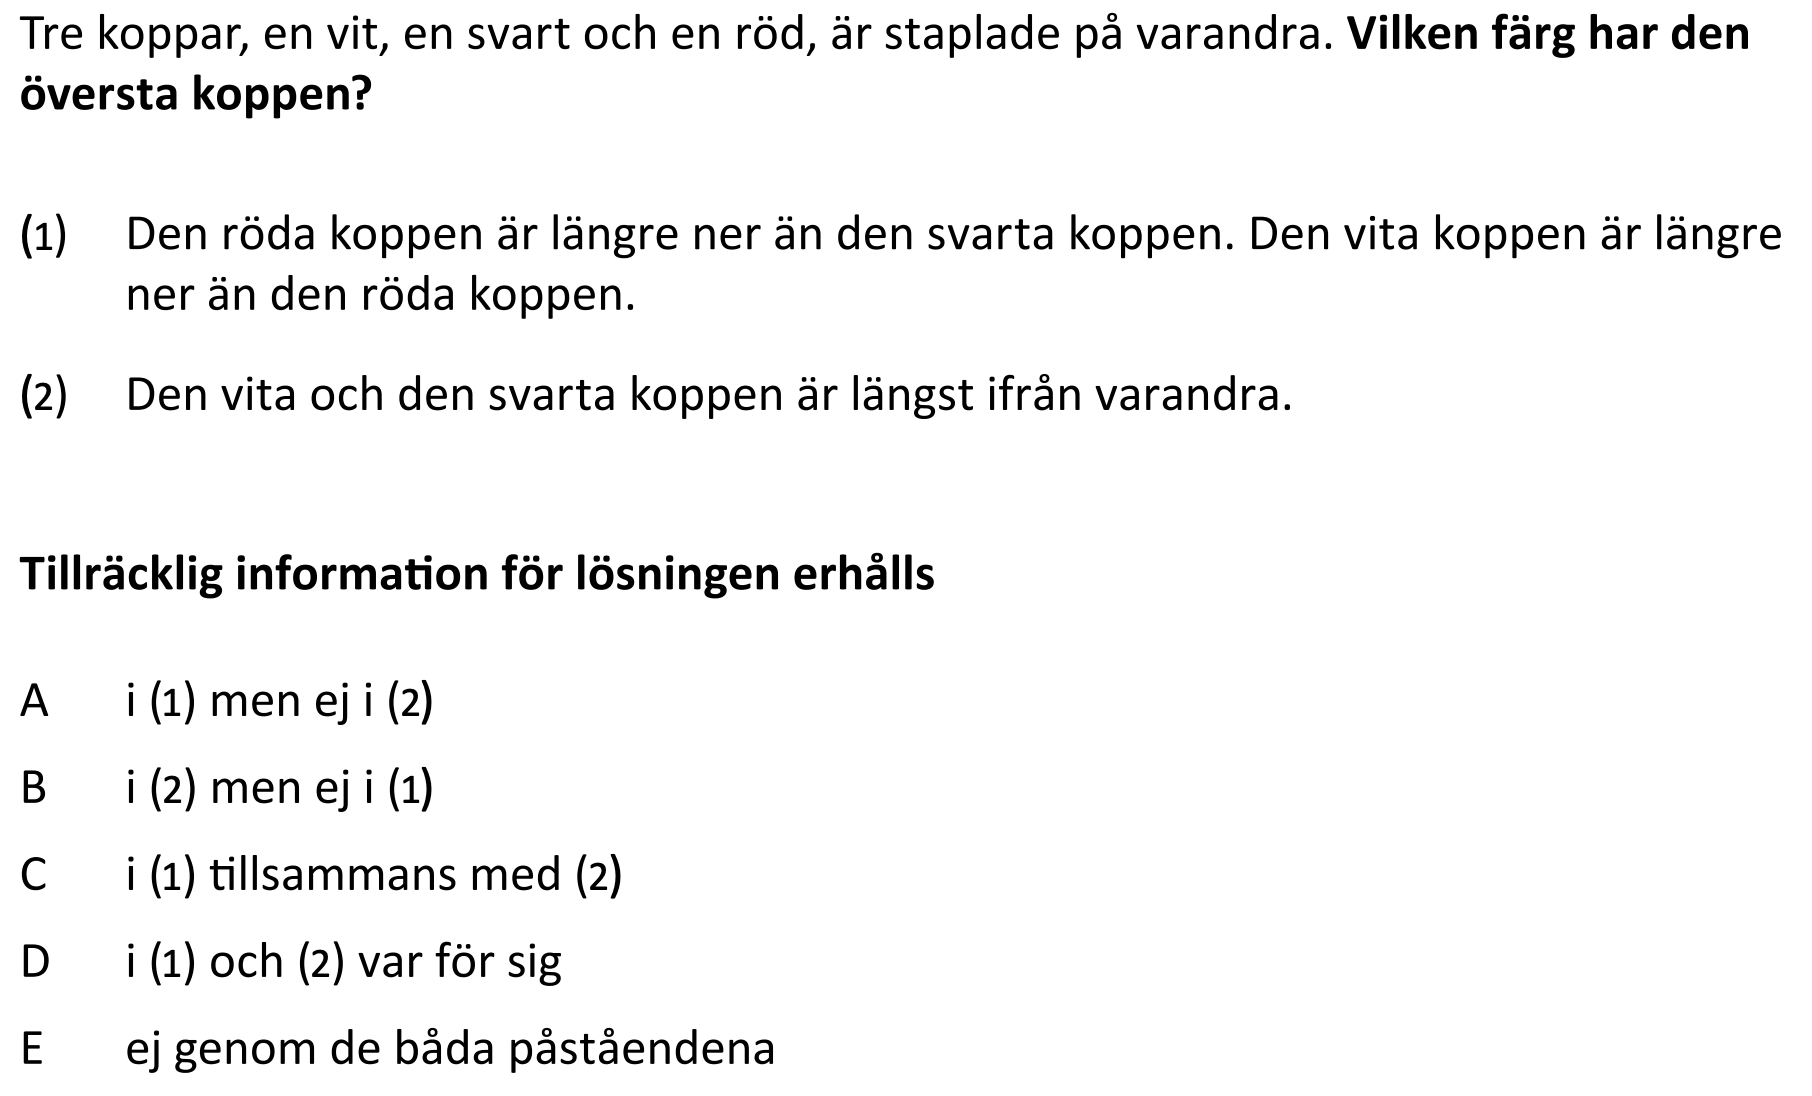 Tre koppar, en vit, en svart och en röd, är staplade på varandra. Vilken färg har den
översta koppen?
(1) Den röda koppen är längre ner än den svarta koppen. Den vita koppen är längre
ner än den röda koppen.
(2) Den vita och den svarta koppen är längst ifrån varandra.
Tillräcklig information för lösningen erhålls
A i (1) men ej i (2)
B i (2) men ej i (1)
C i (1) tillsammans med (2)
D i (1) och (2) var för sig
E ej genom de båda påståendena